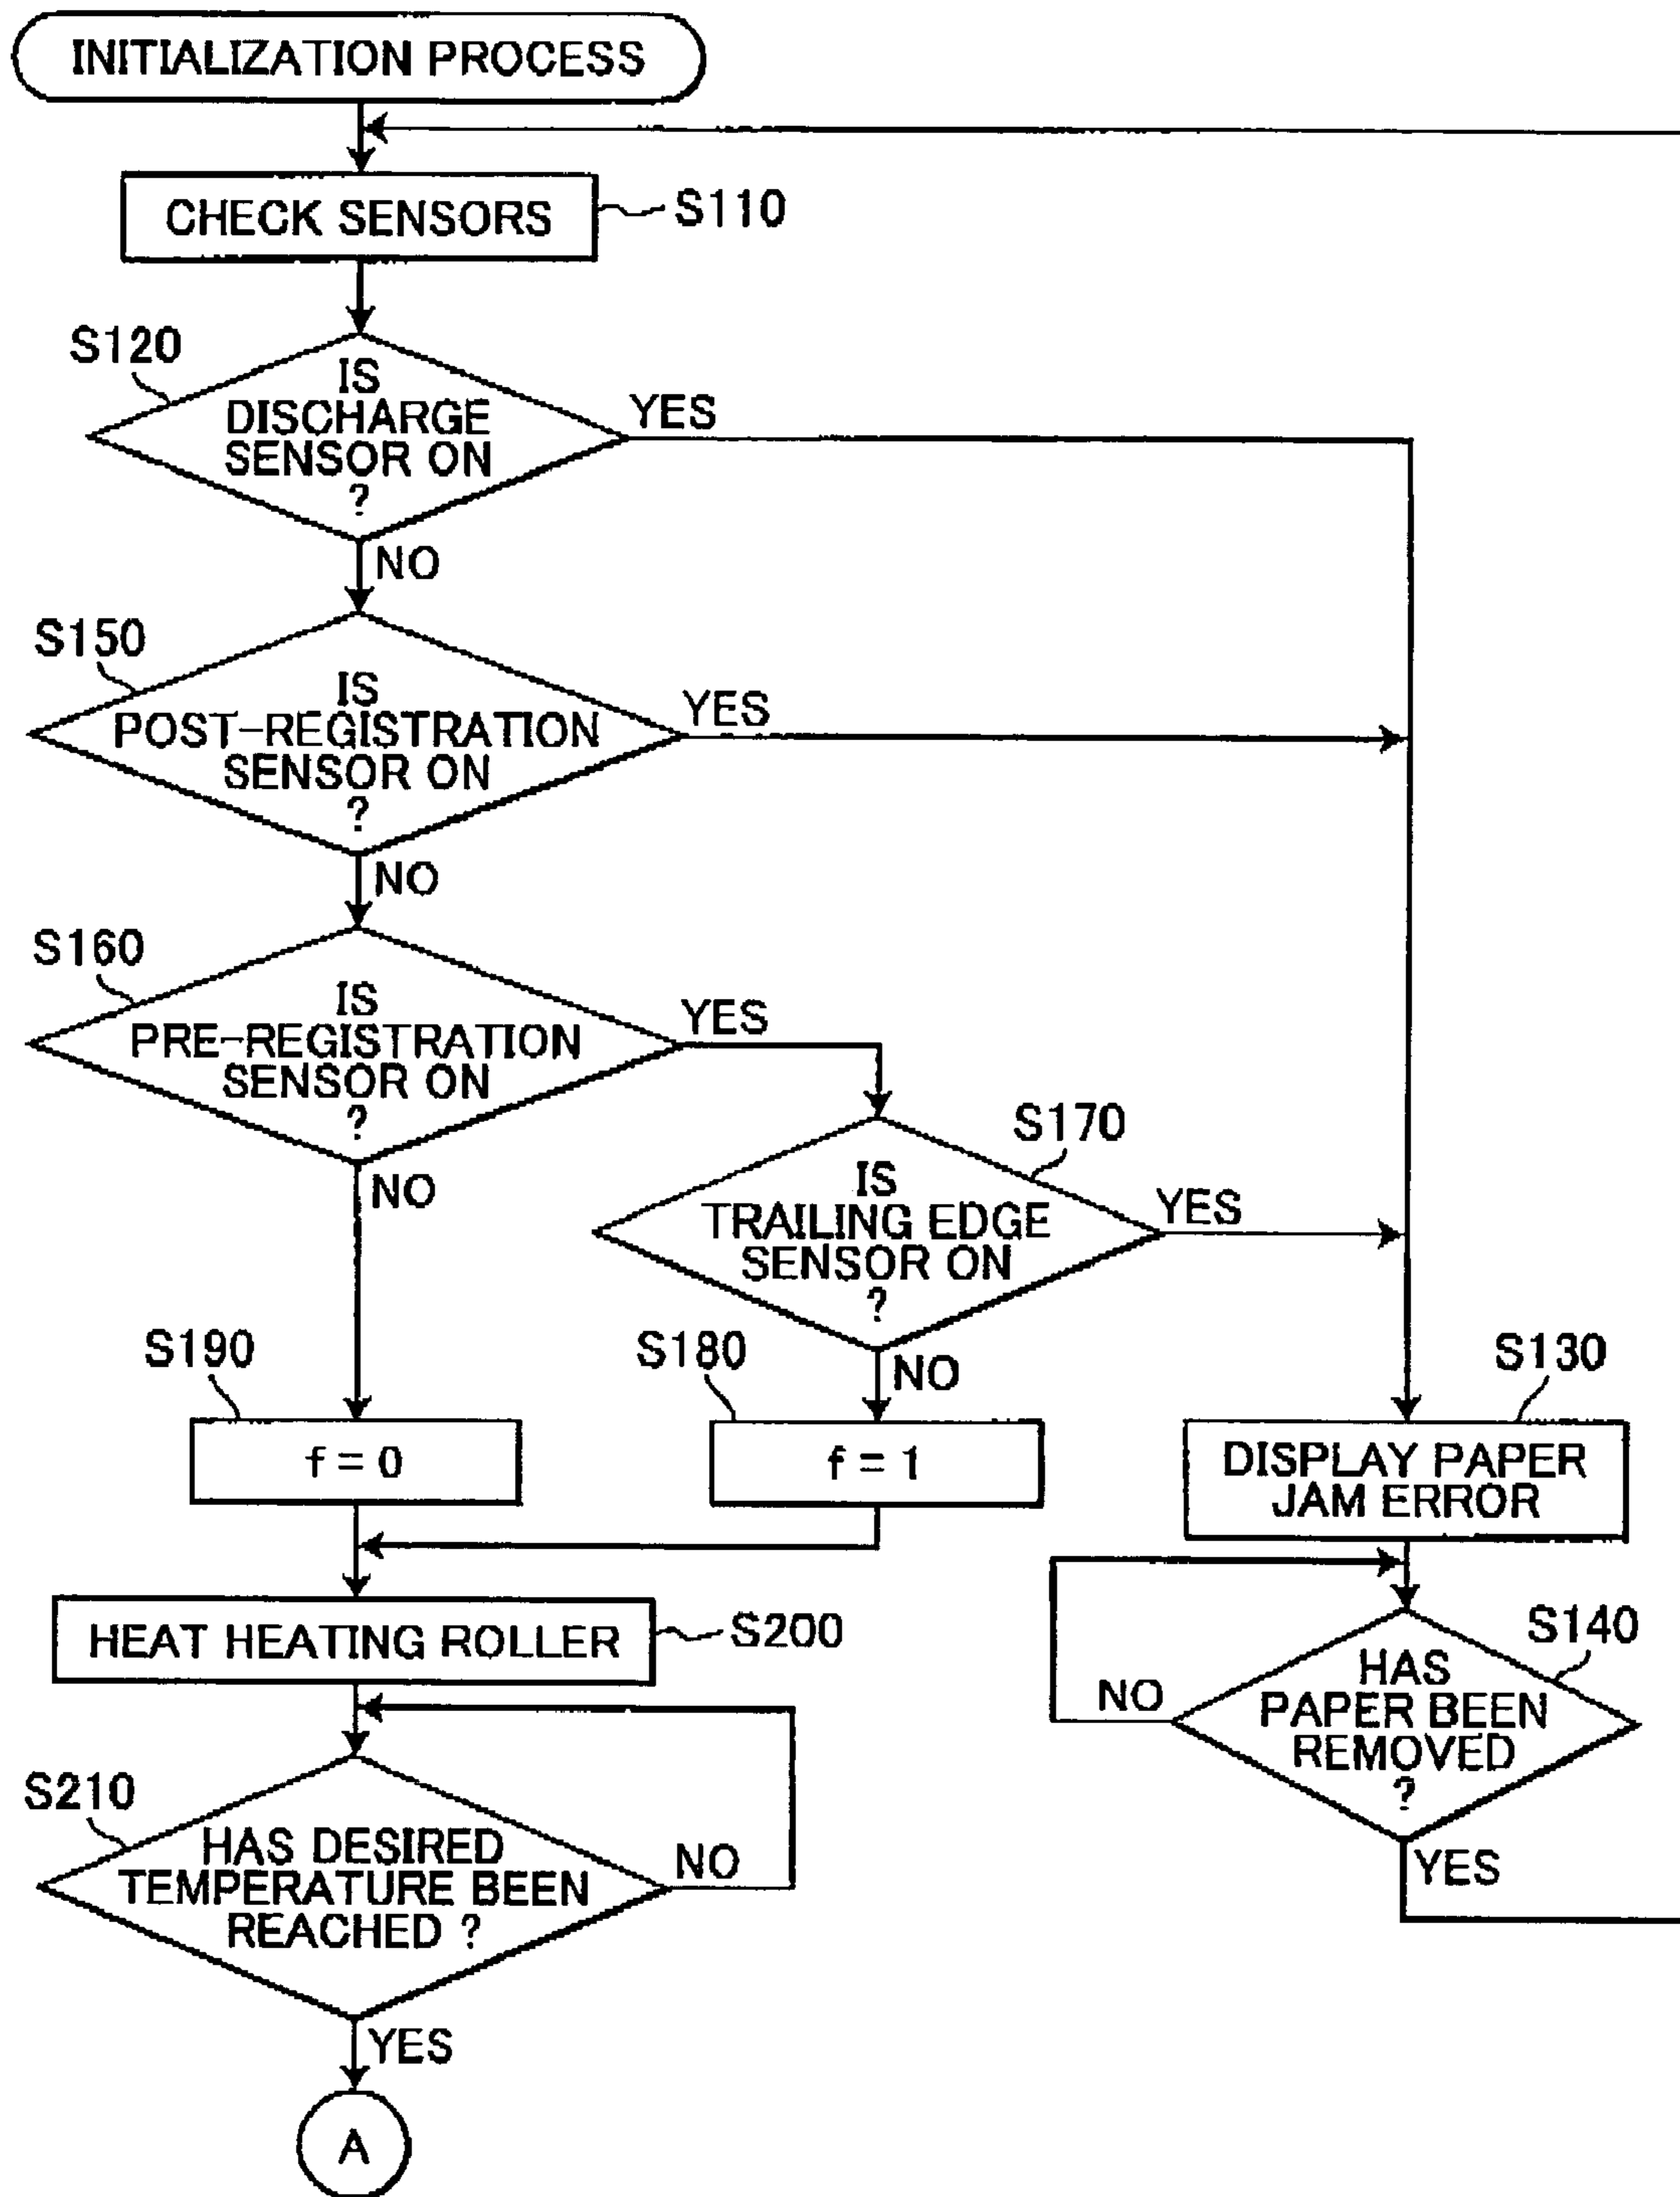 INITIALIZATION PROCESS
CHECK SENSORS
S110
S120
IS
DISCHARGE
SENSOR ON
?
YES
NO
S150
IS
POST-REGISTRATION
SENSOR ON
?
YES
NO
S160
IS
PRE-REGISTRATION
SENSOR ON
?
YES
NO
S170
IS
TRAILING EDGE
SENSOR ON
?
YES
NO
S190
f = 0
S180
f = 1
S130
DISPLAY PAPER
JAM ERROR
HEAT HEATING ROLLER
S200
S140
HAS
PAPER BEEN
REMOVED
?
NO
YES
S210
HAS DESIRED
TEMPERATURE BEEN
REACHED ?
NO
YES
A